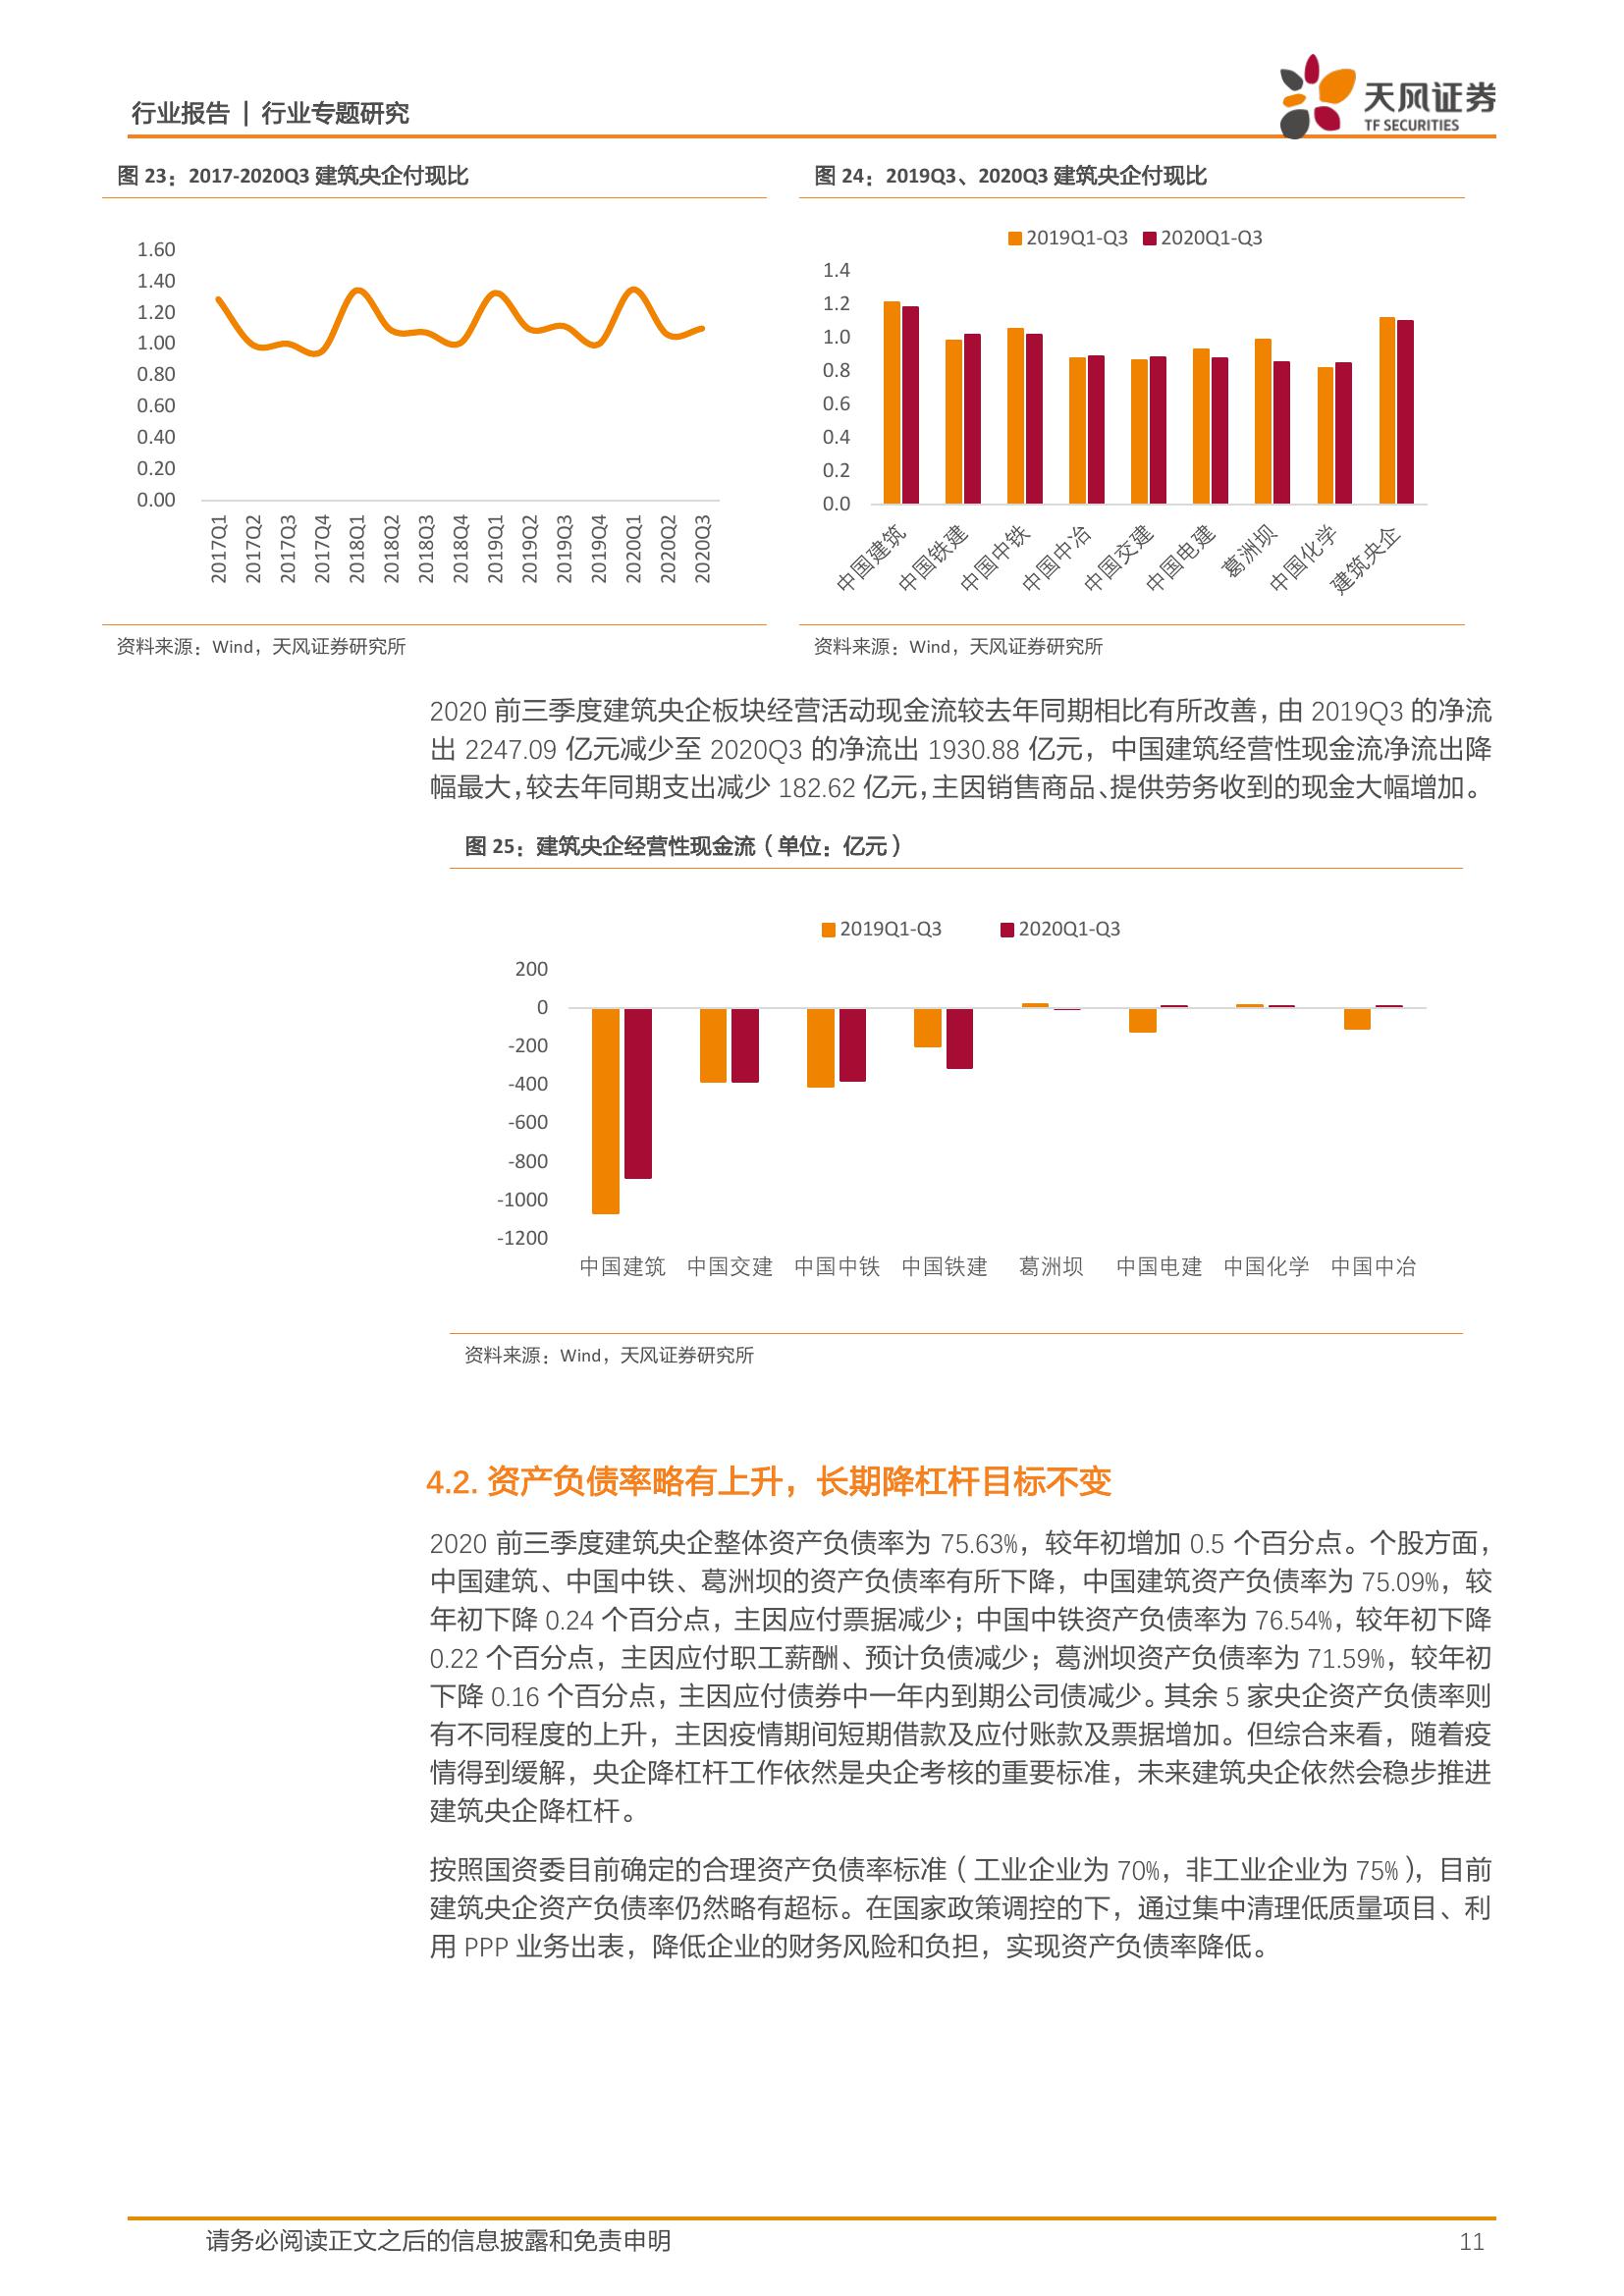 行业报告 | 行业专题研究
天风证券
TF SECURITIES
图 23：2017-2020Q3 建筑央企付现比
1.60
1.40
1.20
1.00
0.80
0.60
0.40
0.20
0.00
2017Q1
2017Q2
2017Q3
2017Q4
2018Q1
2018Q2
2018Q3
2018Q4
2019Q1
2019Q2
2019Q3
2019Q4
2020Q1
2020Q2
2020Q3
资料来源：Wind，天风证券研究所
图 24：2019Q3、2020Q3 建筑央企付现比
2019Q1-Q3 2020Q1-Q3
1.4
1.2
1.0
0.8
0.6
0.4
0.2
0.0
中国建筑
中国铁建
中国中铁
中国中冶
中国交建
中国电建
葛洲坝
中国化学
建筑央企
资料来源：Wind，天风证券研究所
2020 前三季度建筑央企板块经营活动现金流较去年同期相比有所改善，由 2019Q3 的净流
出 2247.09 亿元减少至 2020Q3 的净流出 1930.88 亿元，中国建筑经营性现金流净流出降
幅最大，较去年同期支出减少 182.62 亿元，主因销售商品、提供劳务收到的现金大幅增加。
图 25：建筑央企经营性现金流（单位：亿元）
2019Q1-Q3 2020Q1-Q3
200
0
-200
-400
-600
-800
-1000
-1200
中国建筑 中国交建 中国中铁 中国铁建 葛洲坝 中国电建 中国化学 中国中冶
资料来源：Wind，天风证券研究所
4.2. 资产负债率略有上升，长期降杠杆目标不变
2020 前三季度建筑央企整体资产负债率为 75.63%，较年初增加 0.5 个百分点。个股方面，
中国建筑、中国中铁、葛洲坝的资产负债率有所下降，中国建筑资产负债率为 75.09%，较
年初下降 0.24 个百分点，主因应付票据减少；中国中铁资产负债率为 76.54%，较年初下降
0.22 个百分点，主因应付职工薪酬、预计负债减少；葛洲坝资产负债率为 71.59%，较年初
下降 0.16 个百分点，主因应付债券中一年内到期公司债减少。其余 5 家央企资产负债率则
有不同程度的上升，主因疫情期间短期借款及应付账款及票据增加。但综合来看，随着疫
情得到缓解，央企降杠杆工作依然是央企考核的重要标准，未来建筑央企依然会稳步推进
建筑央企降杠杆。
按照国资委目前确定的合理资产负债率标准（工业企业为 70%，非工业企业为 75%），目前
建筑央企资产负债率仍然略有超标。在国家政策调控的下，通过集中清理低质量项目、利
用 PPP 业务出表，降低企业的财务风险和负担，实现资产负债率降低。
请务必阅读正文之后的信息披露和免责申明
11